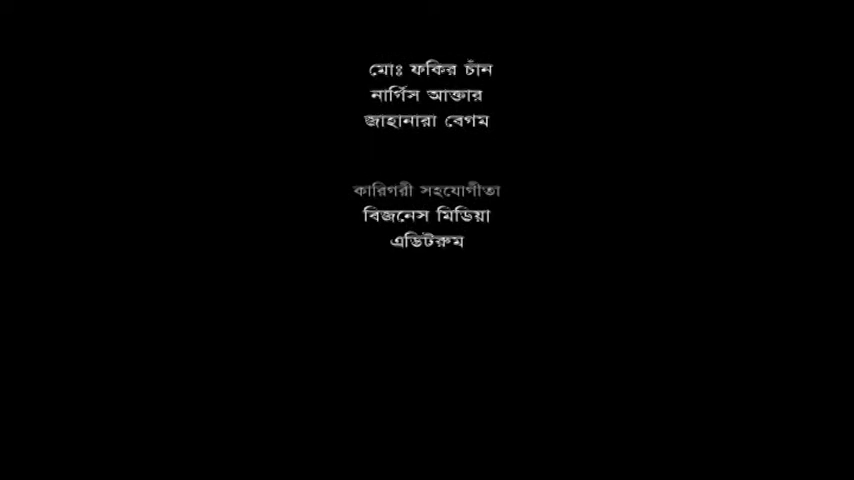 মোঃ ফকির চাঁন
নার্গিস আক্তার
জাহানারা বেগম
কারিগরী সহযোগীতা
বিজনেস মিডিয়া
এডিটরুম